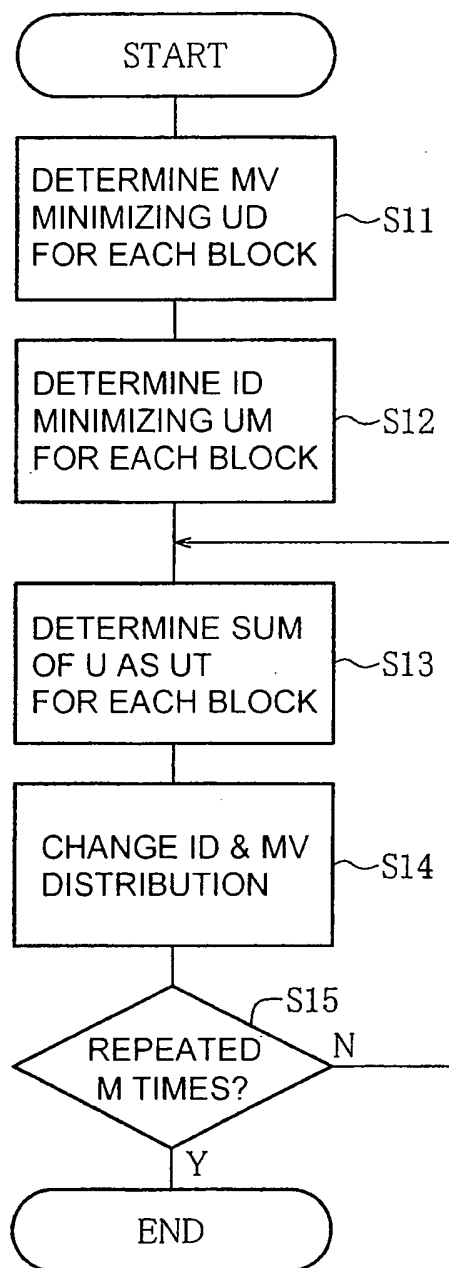 START
DETERMINE MV
MINIMIZING UD
FOR EACH BLOCK
S11
DETERMINE ID
MINIMIZING UM
FOR EACH BLOCK
S12
DETERMINE SUM
OF U AS UT
FOR EACH BLOCK
S13
CHANGE ID & MV
DISTRIBUTION
S14
S15
REPEATED
M TIMES?
N
Y
END